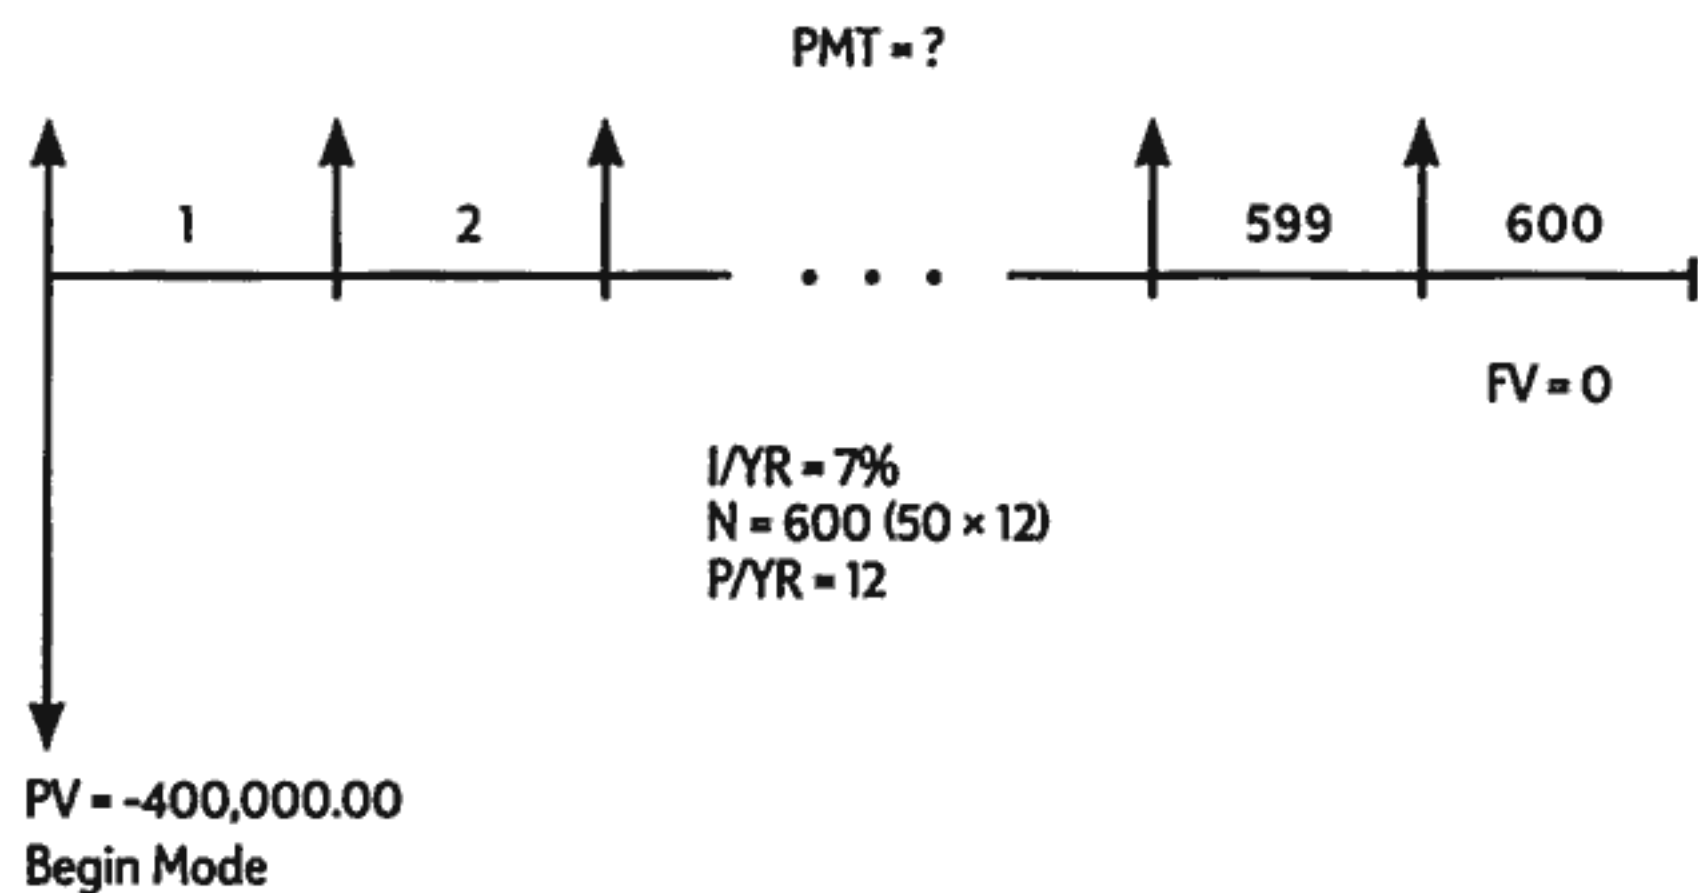 PMT = ?
1 2 599 600
FV = 0
I/YR = 7%
N = 600 (50 × 12)
P/YR = 12
PV = -400,000.00
Begin Mode